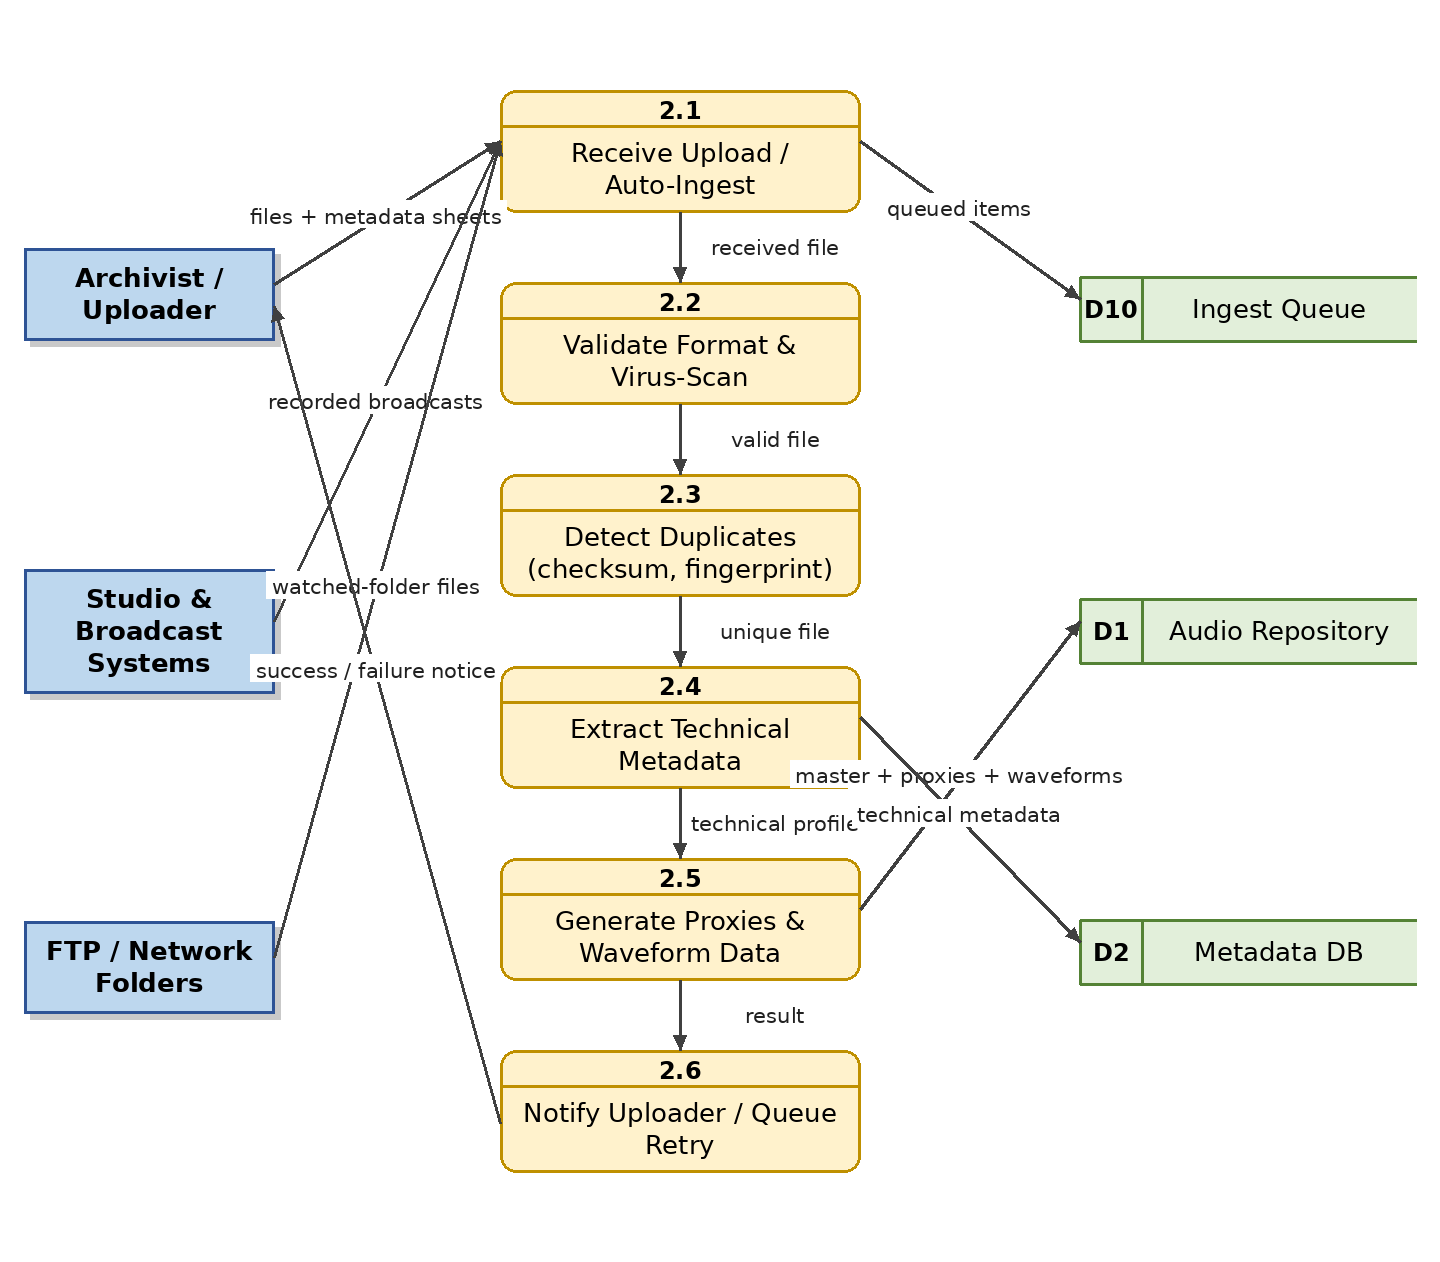 2.1
Receive Upload /
Auto-Ingest
files + metadata sheets
queued items
received file
Archivist /
Uploader
2.2
Validate Format &
Virus-Scan
D10
Ingest Queue
recorded broadcasts
valid file
2.3
Detect Duplicates
(checksum, fingerprint)
watched-folder files
Studio &
Broadcast
Systems
unique file
D1
Audio Repository
success / failure notice
2.4
Extract Technical
Metadata
master + proxies + waveforms
technical profile
technical metadata
2.5
Generate Proxies &
Waveform Data
FTP / Network
Folders
D2
Metadata DB
result
2.6
Notify Uploader / Queue
Retry